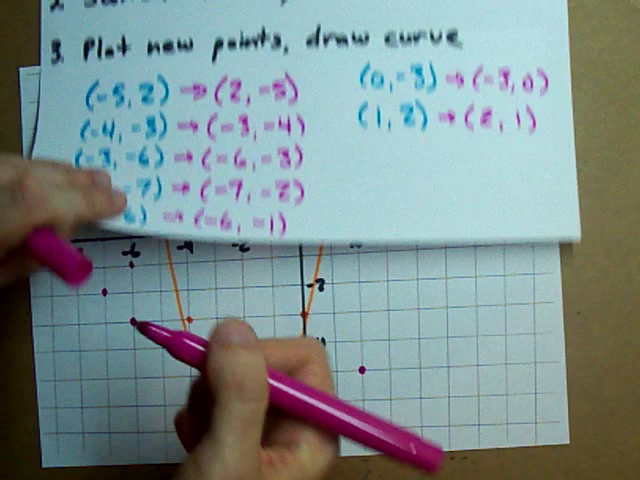 3. Plot new points, draw curve
(-5, 2) → (2, -5)
(-4, -3) → (-3, -4)
(-3, -6) → (-6, -3)
-7) → (-7, -2)
6) → (-6, -1)
(0, -3) → (-3, 0)
(1, 2) → (2, 1)
-6 -4 -2
-2